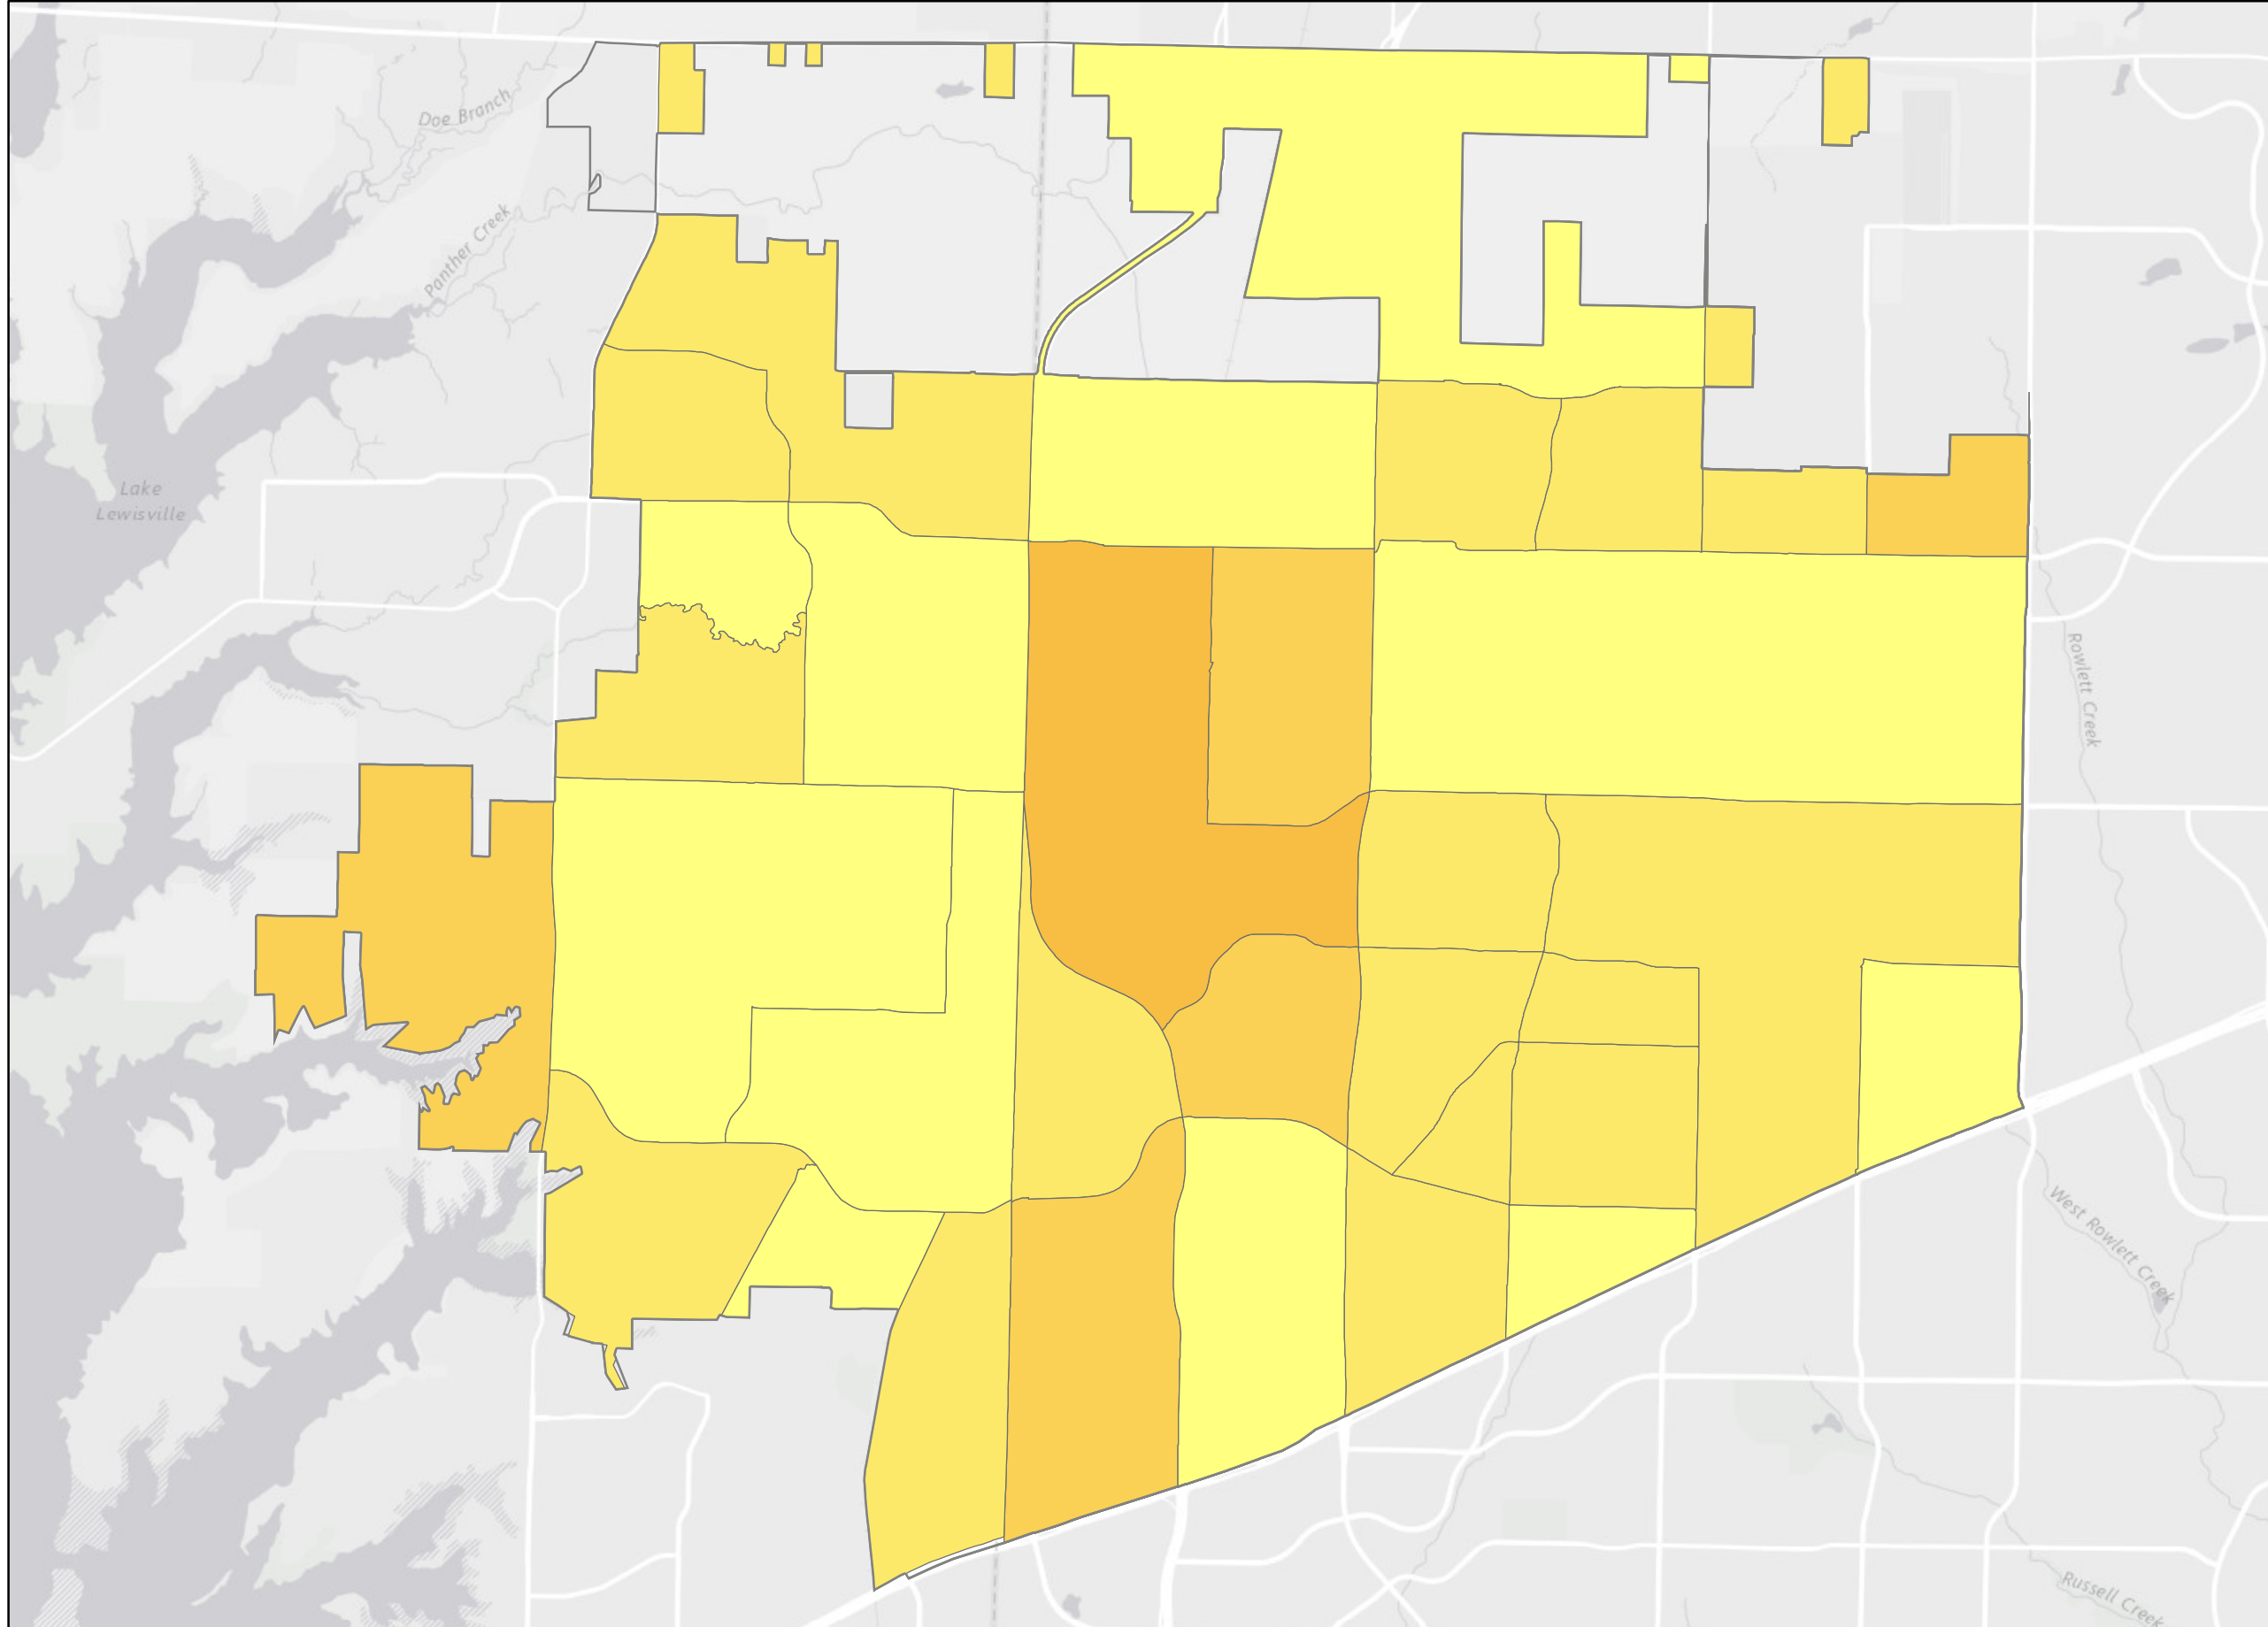 Doe Branch
Panther Creek
Lake
Lewisville
Rowlett Creek
West Rowlett Creek
Russell Creek